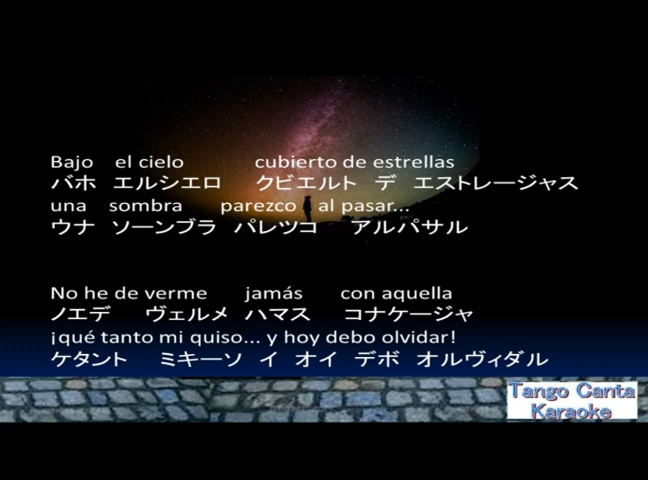 Bajo el cielo cubierto de estrellas
バホ エルシエロ クビエルト デ エストレージャス
una sombra parezco al pasar...
ウナ ソーンブラ パレツコ アルパサル
No he de verme jamás con aquella
ノエデ ヴェルメ ハマス コナケージャ
¡qué tanto mi quiso... y hoy debo olvidar!
ケタント ミキーソ イ オイ デボ オルヴィダル
Tango Canta
Karaoke